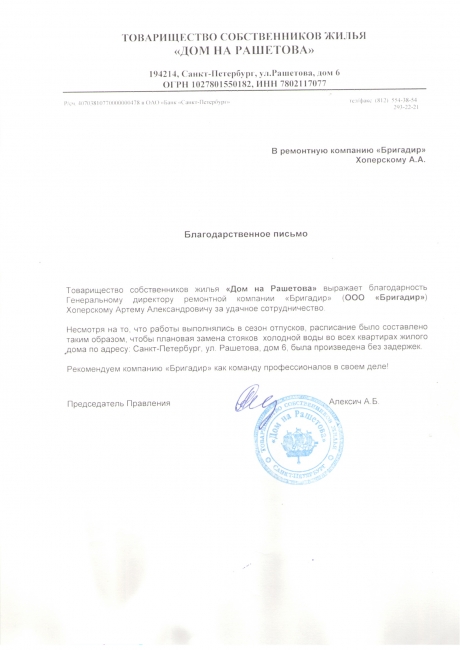 ТОВАРИЩЕСТВО СОБСТВЕННИКОВ ЖИЛЬЯ
«ДОМ НА РАШЕТОВА»
194214, Санкт-Петербург, ул.Рашетова, дом 6
ОГРН 1027801550182, ИНН 7802117077
в ОАО «Банк «Санкт-Петербург»
тел/факс (812) 554-38-54
293-22-21
В ремонтную компанию «Бригадир»
Хоперскому А.А.
Благодарственное письмо
Товарищество собственников жилья «Дом на Рашетова» выражает благодарность
Генеральному директору ремонтной компании «Бригадир» (ООО «Бригадир»)
Хоперскому Артему Александровичу за удачное сотрудничество
Несмотря на то, что работы выполнялись в сезон отпусков, расписание было составлено
таким образом, чтобы плановая замена стояков холодной воды во всех квартирах жилого
дома по адресу: Санкт-Петербург, ул. Рашетова, дом 6, была произведена без задержек.
Рекомендуем компанию «Бригадир» как команду профессионалов в своем деле!
Председатель Правления
Алексич А.Б.
ТОВАРИЩЕСТВО СОБСТВЕННИКОВ ЖИЛЬЯ
«Дом на Рашетова»
САНКТ-ПЕТЕРБУРГ